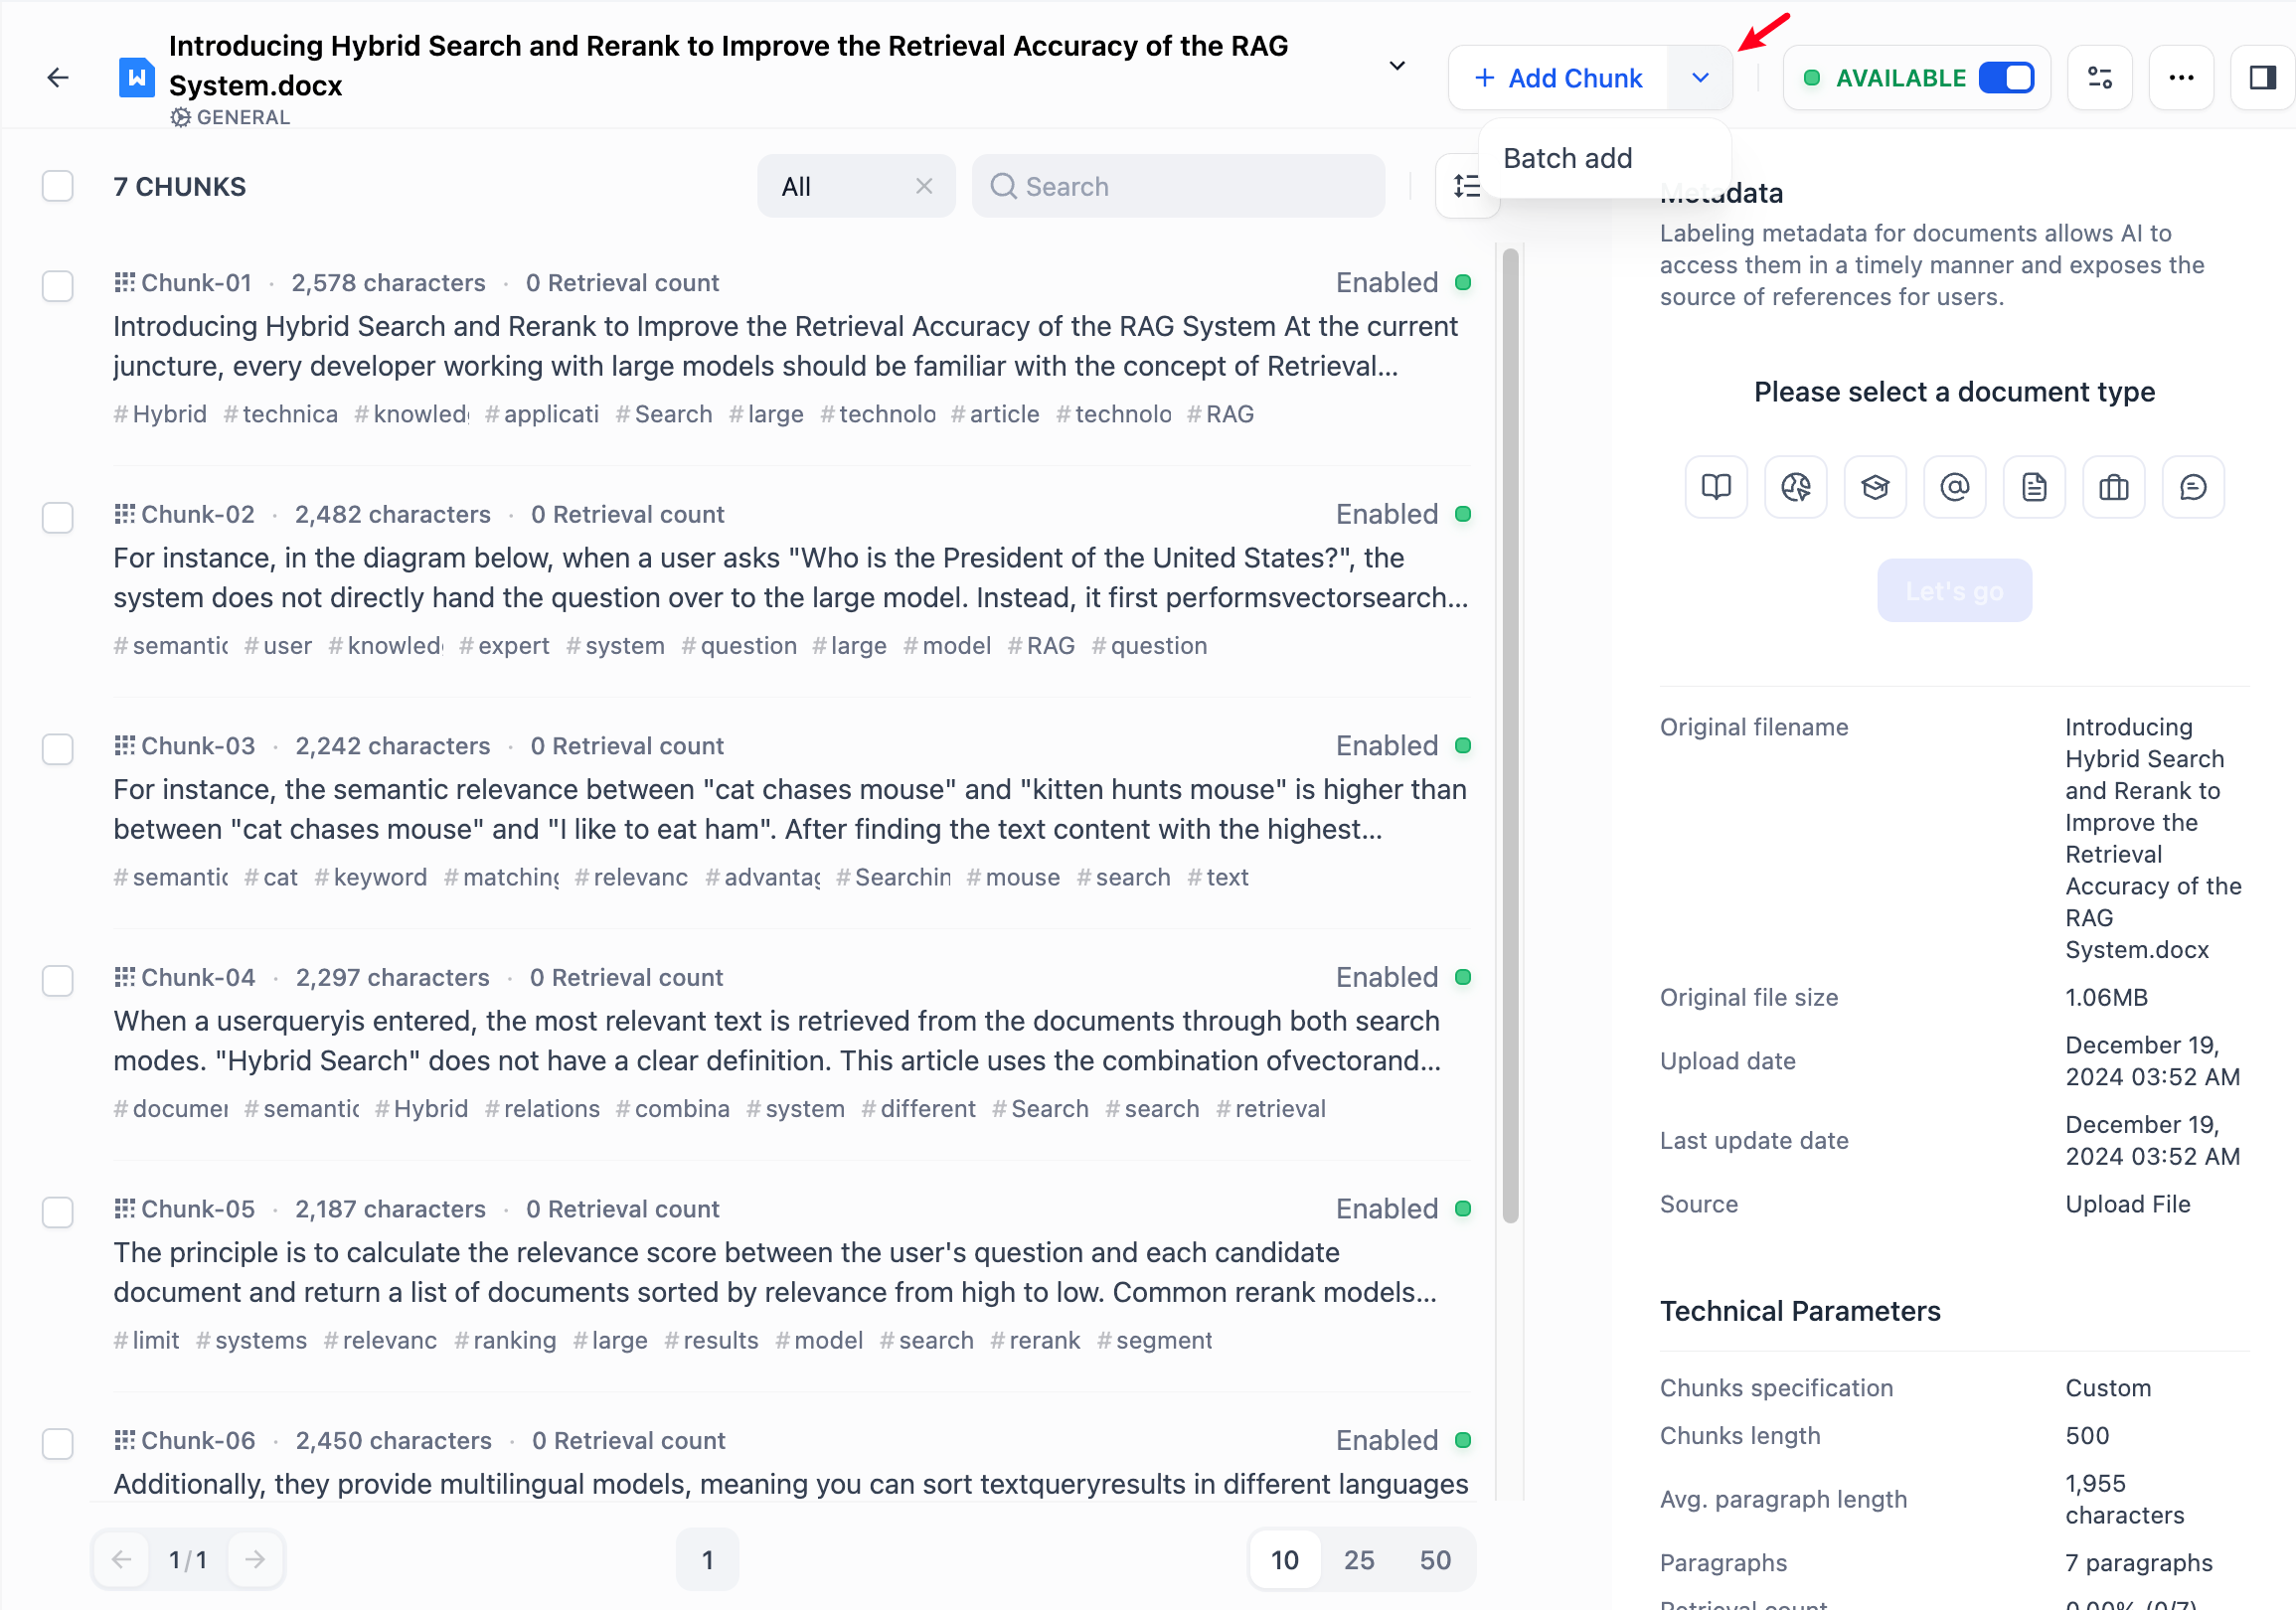 Introducing Hybrid Search and Rerank to Improve the Retrieval Accuracy of the RAG
System.docx
GENERAL
+ Add Chunk
AVAILABLE
Batch add
7 CHUNKS
All
Search
Chunk-01 · 2,578 characters · 0 Retrieval count
Enabled
Introducing Hybrid Search and Rerank to Improve the Retrieval Accuracy of the RAG System At the current
juncture, every developer working with large models should be familiar with the concept of Retrieval...
# Hybrid # technica # knowled # applicati # Search # large # technolo # article # technolo # RAG
Chunk-02 · 2,482 characters · 0 Retrieval count
Enabled
For instance, in the diagram below, when a user asks "Who is the President of the United States?", the
system does not directly hand the question over to the large model. Instead, it first performsvectorsearch...
# semantic # user # knowled # expert # system # question # large # model # RAG # question
Chunk-03 · 2,242 characters · 0 Retrieval count
Enabled
For instance, the semantic relevance between "cat chases mouse" and "kitten hunts mouse" is higher than
between "cat chases mouse" and "I like to eat ham". After finding the text content with the highest...
# semantic # cat # keyword # matching # relevanc # advantag # Searchin # mouse # search # text
Chunk-04 · 2,297 characters · 0 Retrieval count
Enabled
When a userqueryis entered, the most relevant text is retrieved from the documents through both search
modes. "Hybrid Search" does not have a clear definition. This article uses the combination ofvectorand...
# documer # semantic # Hybrid # relations # combina # system # different # Search # search # retrieval
Chunk-05 · 2,187 characters · 0 Retrieval count
Enabled
The principle is to calculate the relevance score between the user's question and each candidate
document and return a list of documents sorted by relevance from high to low. Common rerank models...
# limit # systems # relevanc # ranking # large # results # model # search # rerank # segment
Chunk-06 · 2,450 characters · 0 Retrieval count
Enabled
Additionally, they provide multilingual models, meaning you can sort textqueryresults in different languages
1/1
1
10 25 50
Metadata
Labeling metadata for documents allows AI to
access them in a timely manner and exposes the
source of references for users.
Please select a document type
Let's go
Original filename
Introducing
Hybrid Search
and Rerank to
Improve the
Retrieval
Accuracy of the
RAG
System.docx
Original file size
1.06MB
Upload date
December 19,
2024 03:52 AM
Last update date
December 19,
2024 03:52 AM
Source
Upload File
Technical Parameters
Chunks specification
Custom
Chunks length
500
Avg. paragraph length
1,955
characters
Paragraphs
7 paragraphs
Retrieval count
0.00% (0/7)